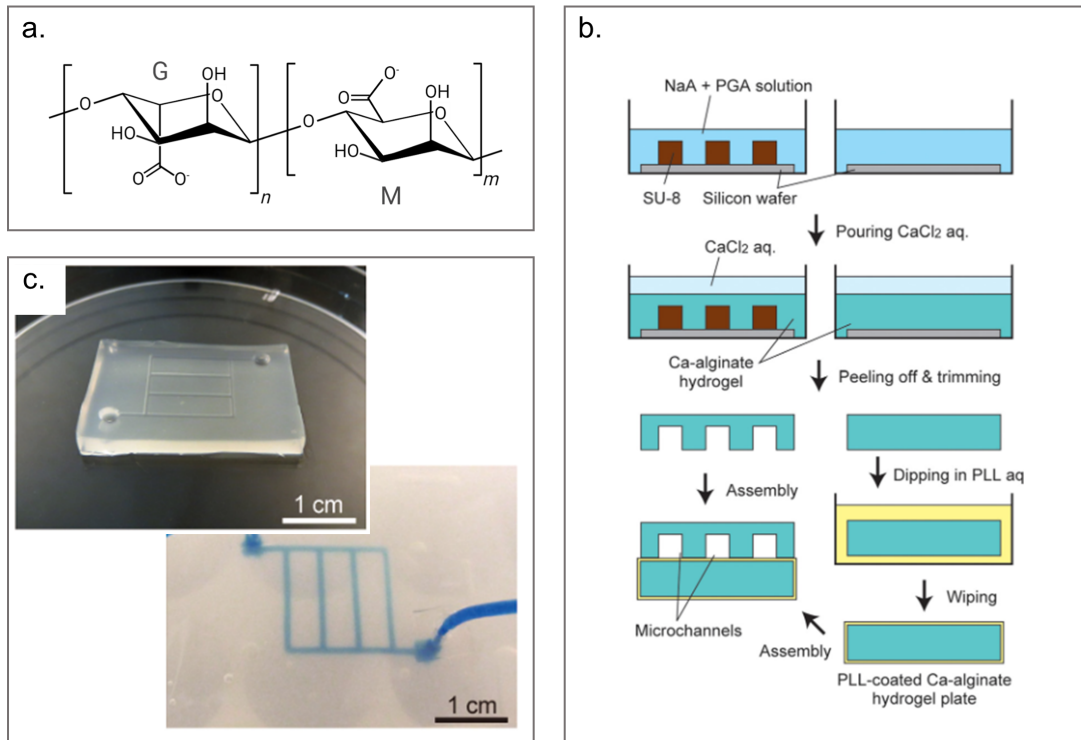 a.
G
OH
O
O
HO
O
O-
n
O
O
O-
OH
O
HO
M
m
b.
NaA + PGA solution
SU-8
Silicon wafer
Pouring CaCl₂ aq.
CaCl₂ aq.
Ca-alginate
hydrogel
Peeling off & trimming
Assembly
Dipping in PLL aq
Wiping
Microchannels
Assembly
PLL-coated Ca-alginate
hydrogel plate
c.
1 cm
1 cm